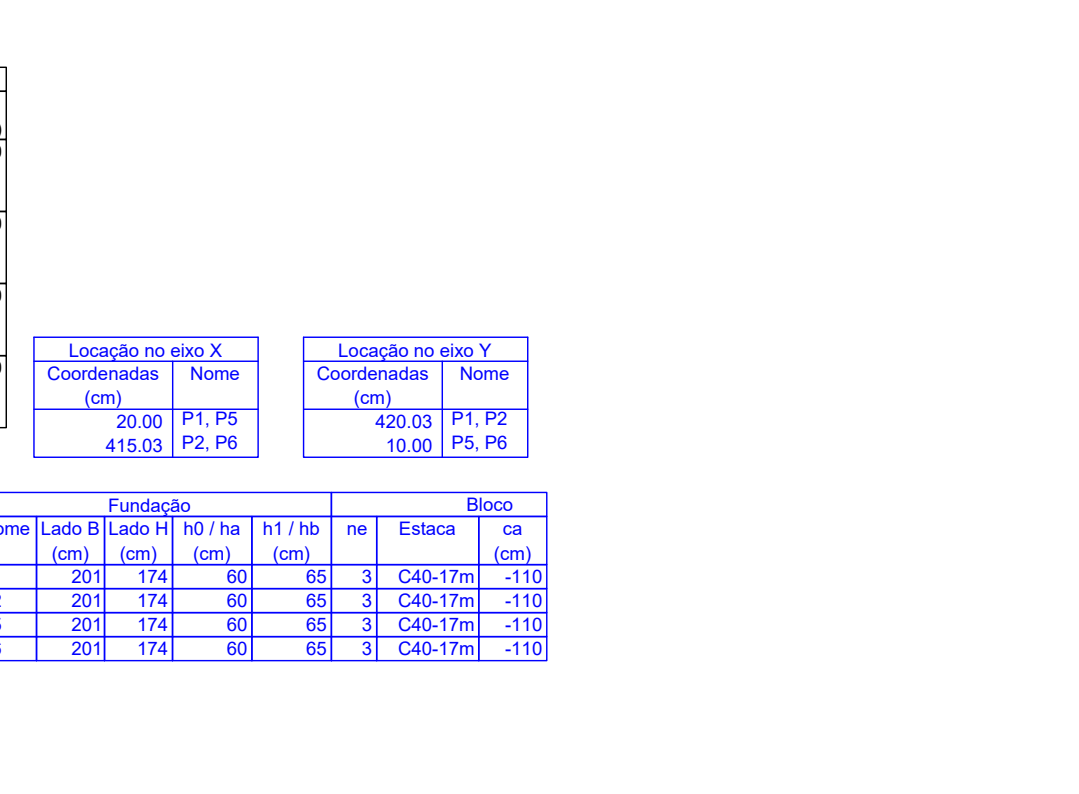 Locação no eixo X
Coordenadas Nome
(cm)
20.00 P1, P5
415.03 P2, P6
Locação no eixo Y
Coordenadas Nome
(cm)
420.03 P1, P2
10.00 P5, P6
Fundação Bloco
ome Lado B Lado H h0 / ha h1 / hb ne Estaca ca
(cm) (cm) (cm) (cm) (cm)
201 174 60 65 3 C40-17m -110
201 174 60 65 3 C40-17m -110
201 174 60 65 3 C40-17m -110
201 174 60 65 3 C40-17m -110